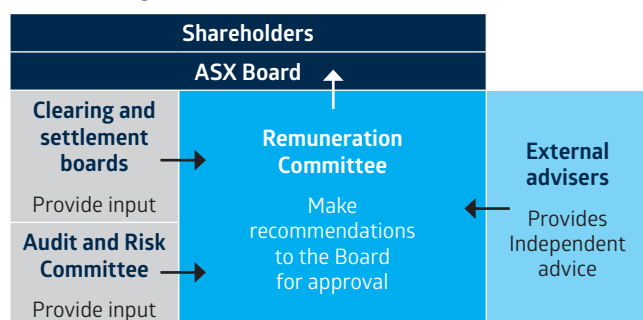 Shareholders
ASX Board
Clearing and
settlement
boards
Provide input
Audit and Risk
Committee
Provide input
Remuneration
Committee
Make
recommendations
to the Board
for approval
External
advisers
Provides
Independent
advice